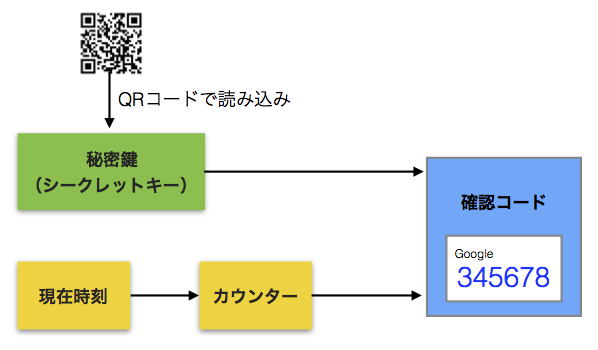 QRコードで読み込み
秘密鍵
(シークレットキー)
確認コード
Google
345678
現在時刻
カウンター